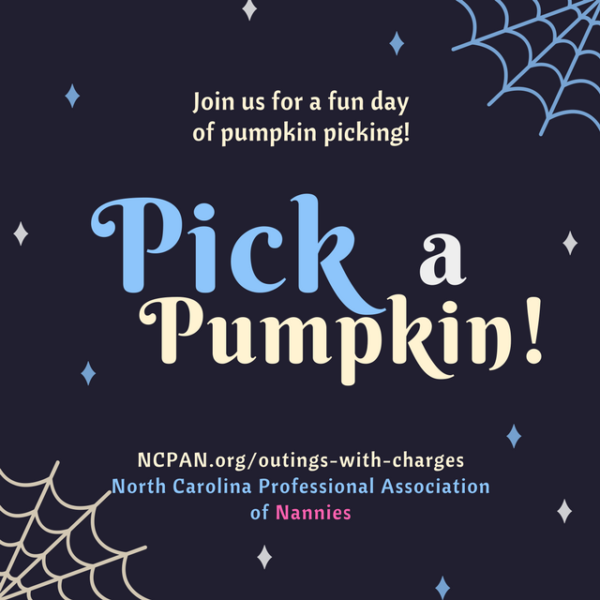 Join us for a fun day
of pumpkin picking!
Pick a
Pumpkin!
NCPAN.org/outings-with-charges
North Carolina Professional Association
of Nannies